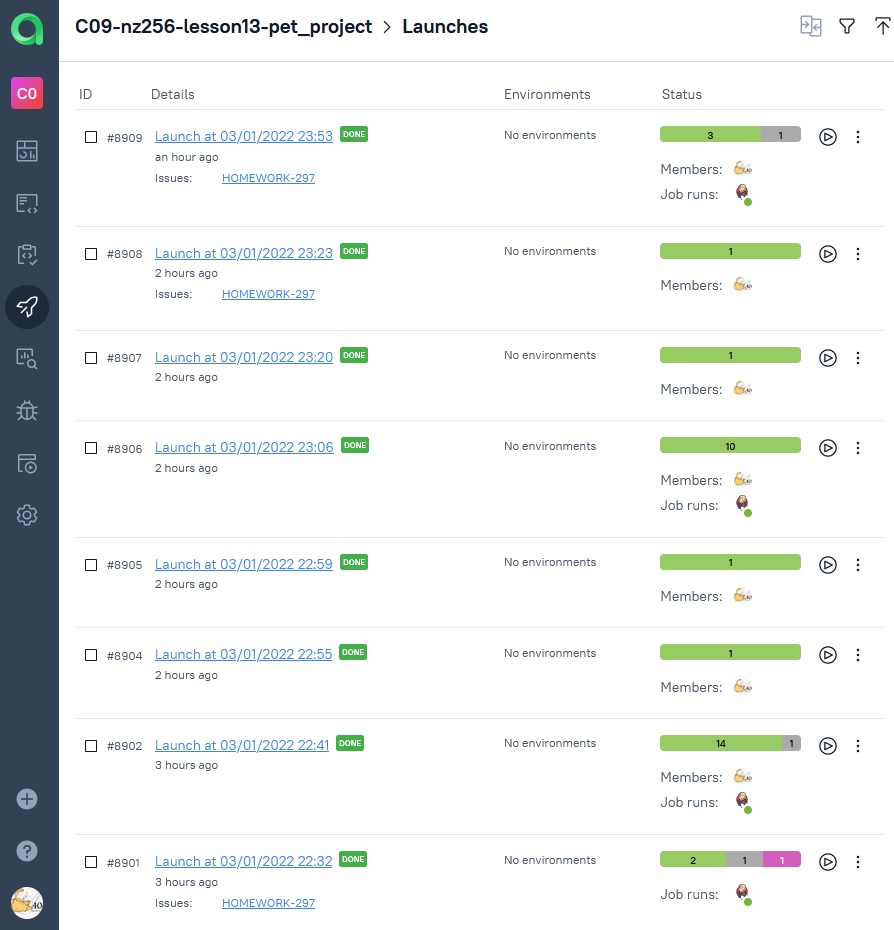 C09-nz256-lesson13-pet_project > Launches
C0
ID Details Environments Status
#8909 Launch at 03/01/2022 23:53 DONE No environments 3 1
an hour ago
Members:
Issues: HOMEWORK-297
Job runs:
#8908 Launch at 03/01/2022 23:23 DONE No environments 1
2 hours ago
Members:
Issues: HOMEWORK-297
#8907 Launch at 03/01/2022 23:20 DONE No environments 1
2 hours ago
Members:
#8906 Launch at 03/01/2022 23:06 DONE No environments 10
2 hours ago
Members:
Job runs:
#8905 Launch at 03/01/2022 22:59 DONE No environments 1
2 hours ago
Members:
#8904 Launch at 03/01/2022 22:55 DONE No environments 1
2 hours ago
Members:
#8902 Launch at 03/01/2022 22:41 DONE No environments 14 1
3 hours ago
Members:
Job runs:
#8901 Launch at 03/01/2022 22:32 DONE No environments 2 1 1
3 hours ago
Job runs:
Issues: HOMEWORK-297